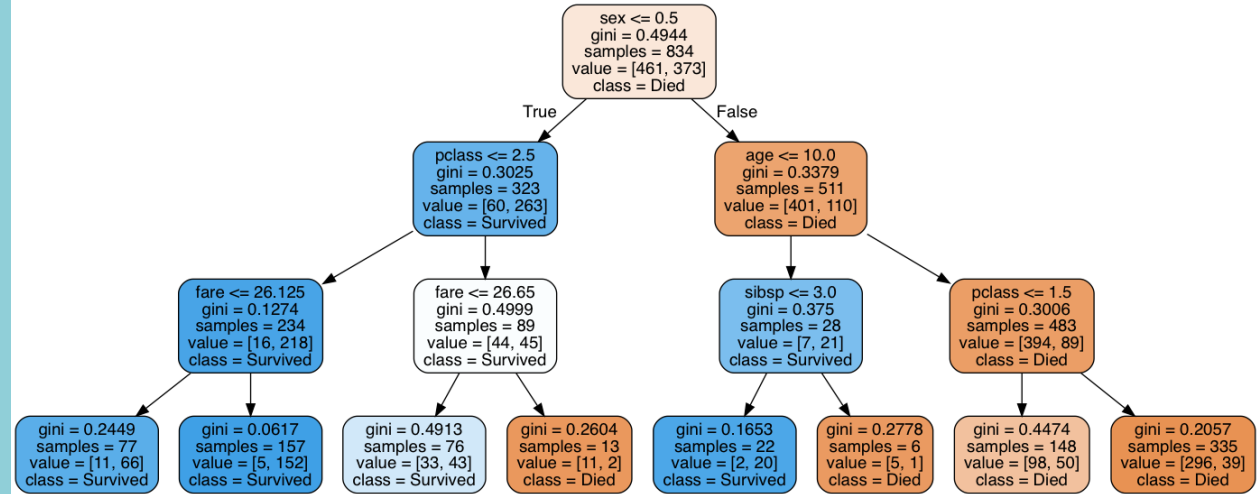 sex <= 0.5
gini = 0.4944
samples = 834
value = [461, 373]
class = Died
True
False
pclass <= 2.5
gini = 0.3025
samples = 323
value = [60, 263]
class = Survived
age <= 10.0
gini = 0.3379
samples = 511
value = [401, 110]
class = Died
fare <= 26.125
gini = 0.1274
samples = 234
value = [16, 218]
class = Survived
fare <= 26.65
gini = 0.4999
samples = 89
value = [44, 45]
class = Survived
sibsp <= 3.0
gini = 0.375
samples = 28
value = [7, 21]
class = Survived
pclass <= 1.5
gini = 0.3006
samples = 483
value = [394, 89]
class = Died
gini = 0.2449
samples = 77
value = [11, 66]
class = Survived
gini = 0.0617
samples = 157
value = [5, 152]
class = Survived
gini = 0.4913
samples = 76
value = [33, 43]
class = Survived
gini = 0.2604
samples = 13
value = [11, 2]
class = Died
gini = 0.1653
samples = 22
value = [2, 20]
class = Survived
gini = 0.2778
samples = 6
value = [5, 1]
class = Died
gini = 0.4474
samples = 148
value = [98, 50]
class = Died
gini = 0.2057
samples = 335
value = [296, 39]
class = Died